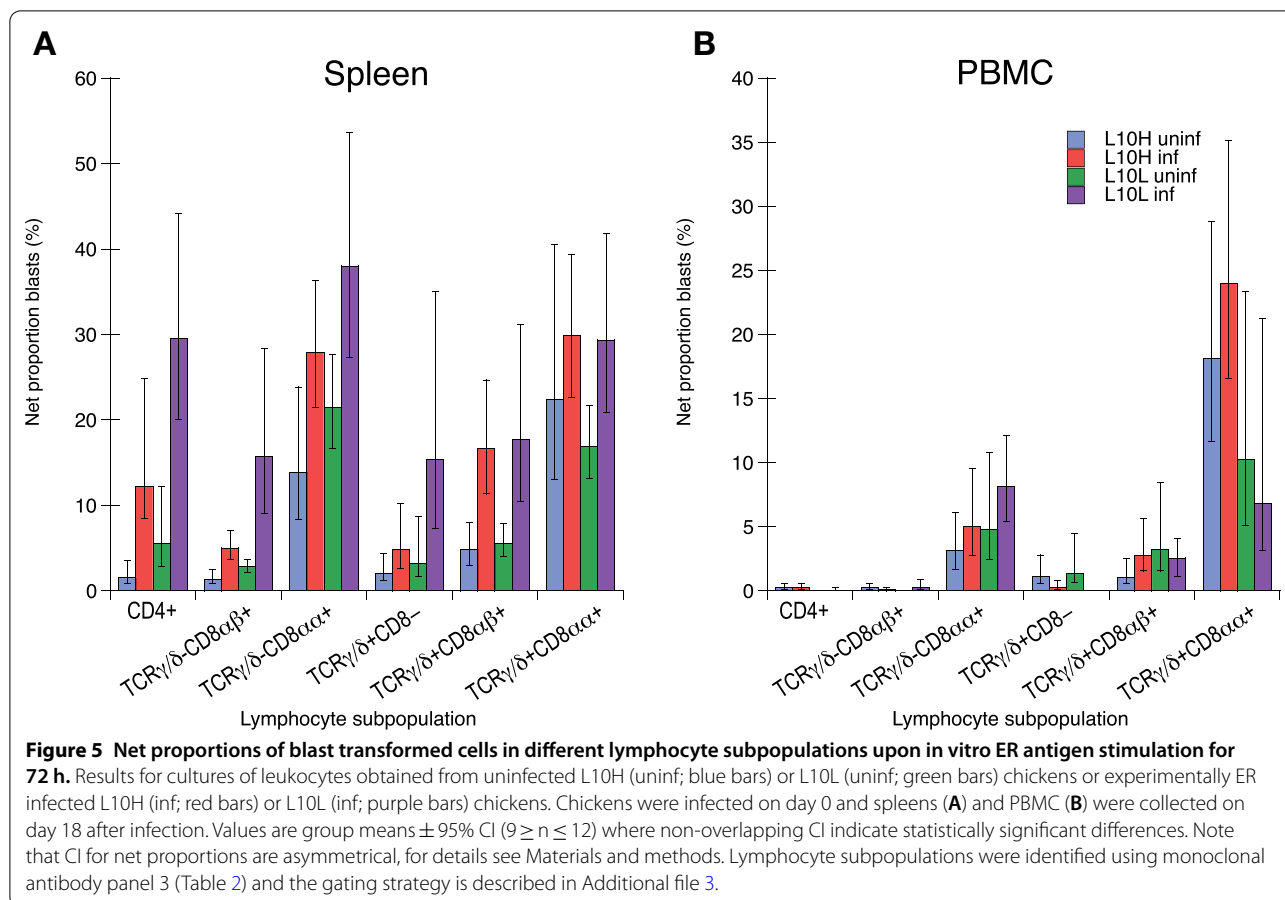 A
Spleen
60
50
40
30
20
10
0
Net proportion blasts (%)
CD4+
TCRγ/δ-CD8αβ+
TCRγ/δ-CD8αα+
TCRγ/δ+CD8–
TCRγ/δ+CD8αβ+
TCRγ/δ+CD8αα+
Lymphocyte subpopulation
B
PBMC
40
35
30
25
20
15
10
5
0
Net proportion blasts (%)
L10H uninf
L10H inf
L10L uninf
L10L inf
CD4+
TCRγ/δ-CD8αβ+
TCRγ/δ-CD8αα+
TCRγ/δ+CD8–
TCRγ/δ+CD8αβ+
TCRγ/δ+CD8αα+
Lymphocyte subpopulation
Figure 5 Net proportions of blast transformed cells in different lymphocyte subpopulations upon in vitro ER antigen stimulation for
72 h. Results for cultures of leukocytes obtained from uninfected L10H (uninf; blue bars) or L10L (uninf; green bars) chickens or experimentally ER
infected L10H (inf; red bars) or L10L (inf; purple bars) chickens. Chickens were infected on day 0 and spleens (A) and PBMC (B) were collected on
day 18 after infection. Values are group means ± 95% CI (9 ≥ n ≤ 12) where non-overlapping CI indicate statistically significant differences. Note
that CI for net proportions are asymmetrical, for details see Materials and methods. Lymphocyte subpopulations were identified using monoclonal
antibody panel 3 (Table 2) and the gating strategy is described in Additional file 3.